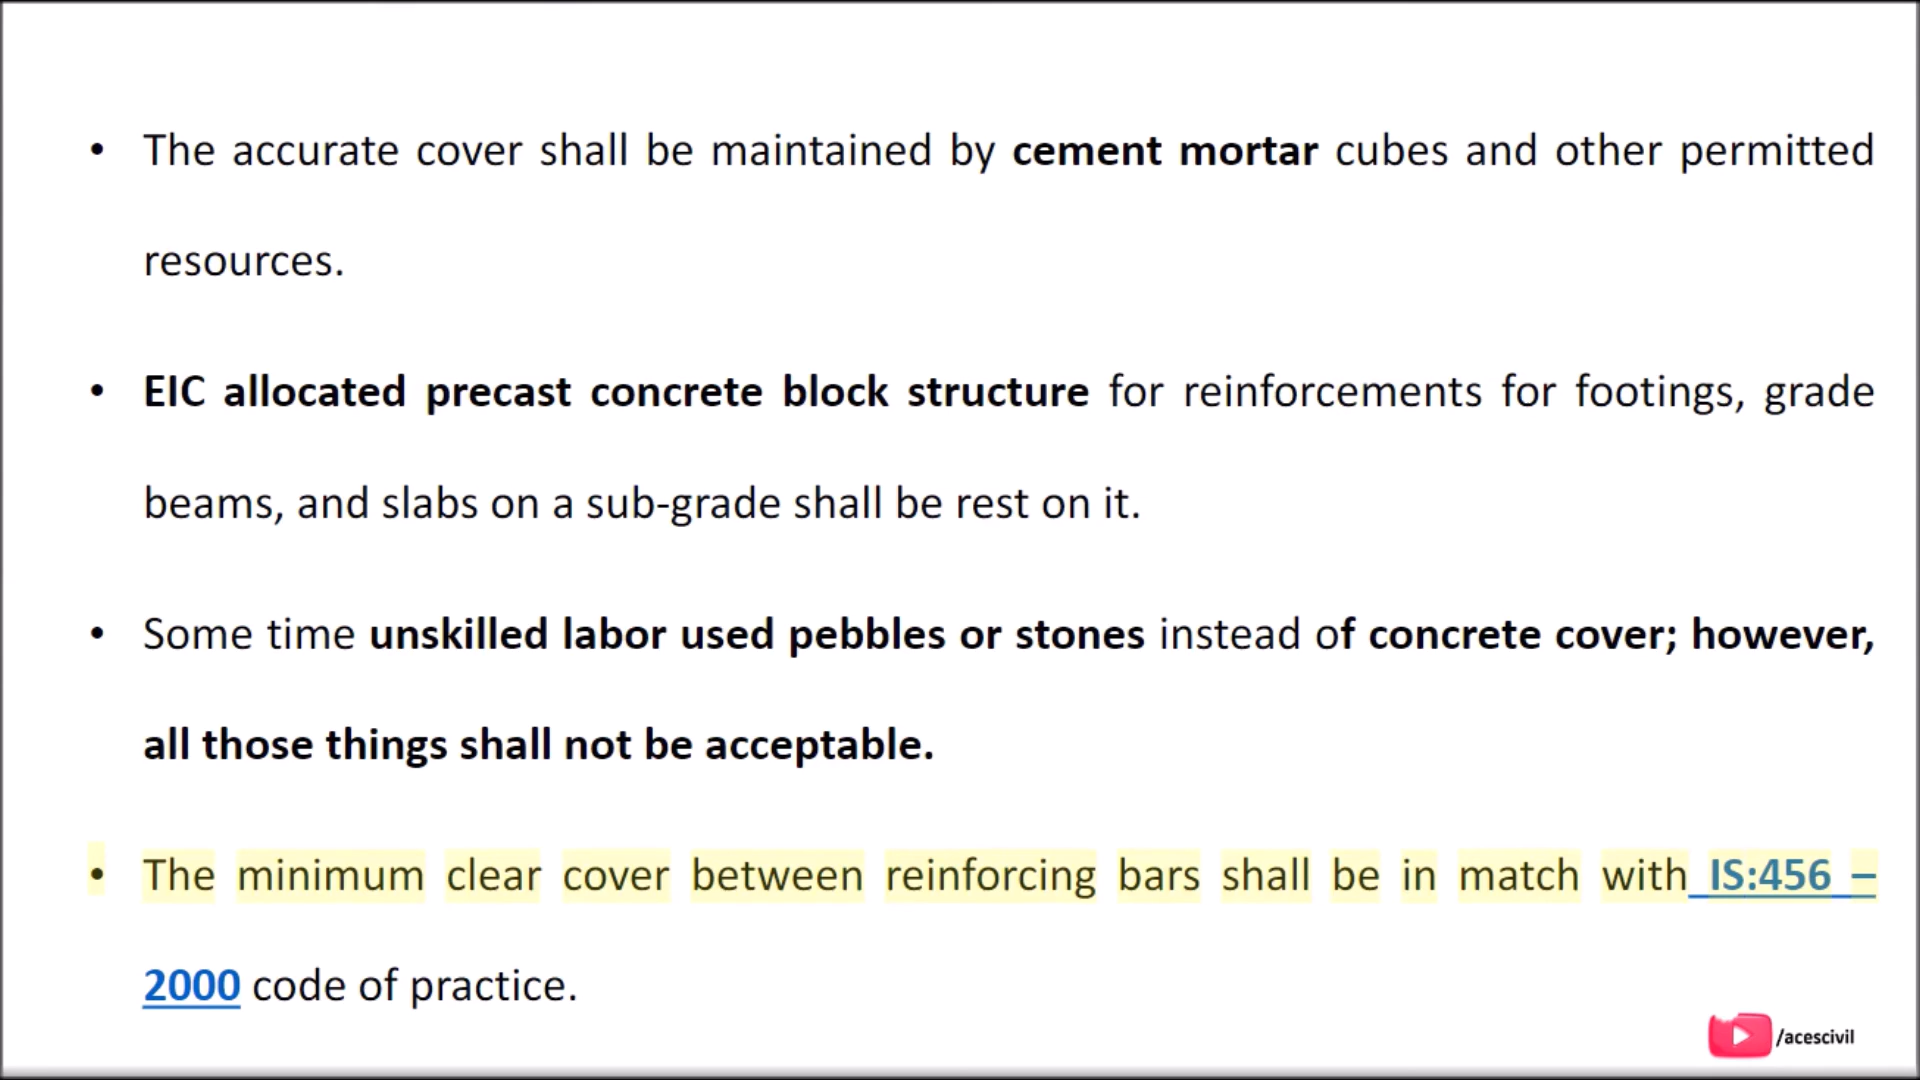 • The accurate cover shall be maintained by cement mortar cubes and other permitted
resources.
• EIC allocated precast concrete block structure for reinforcements for footings, grade
beams, and slabs on a sub-grade shall be rest on it.
• Some time unskilled labor used pebbles or stones instead of concrete cover; however,
all those things shall not be acceptable.
• The minimum clear cover between reinforcing bars shall be in match with IS:456 –
2000 code of practice.
/acescivil